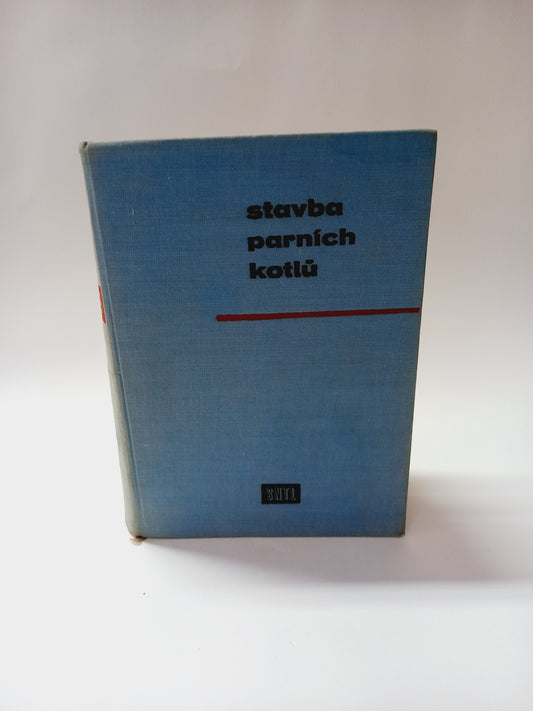 stavba
parních
kotlů
SNTL